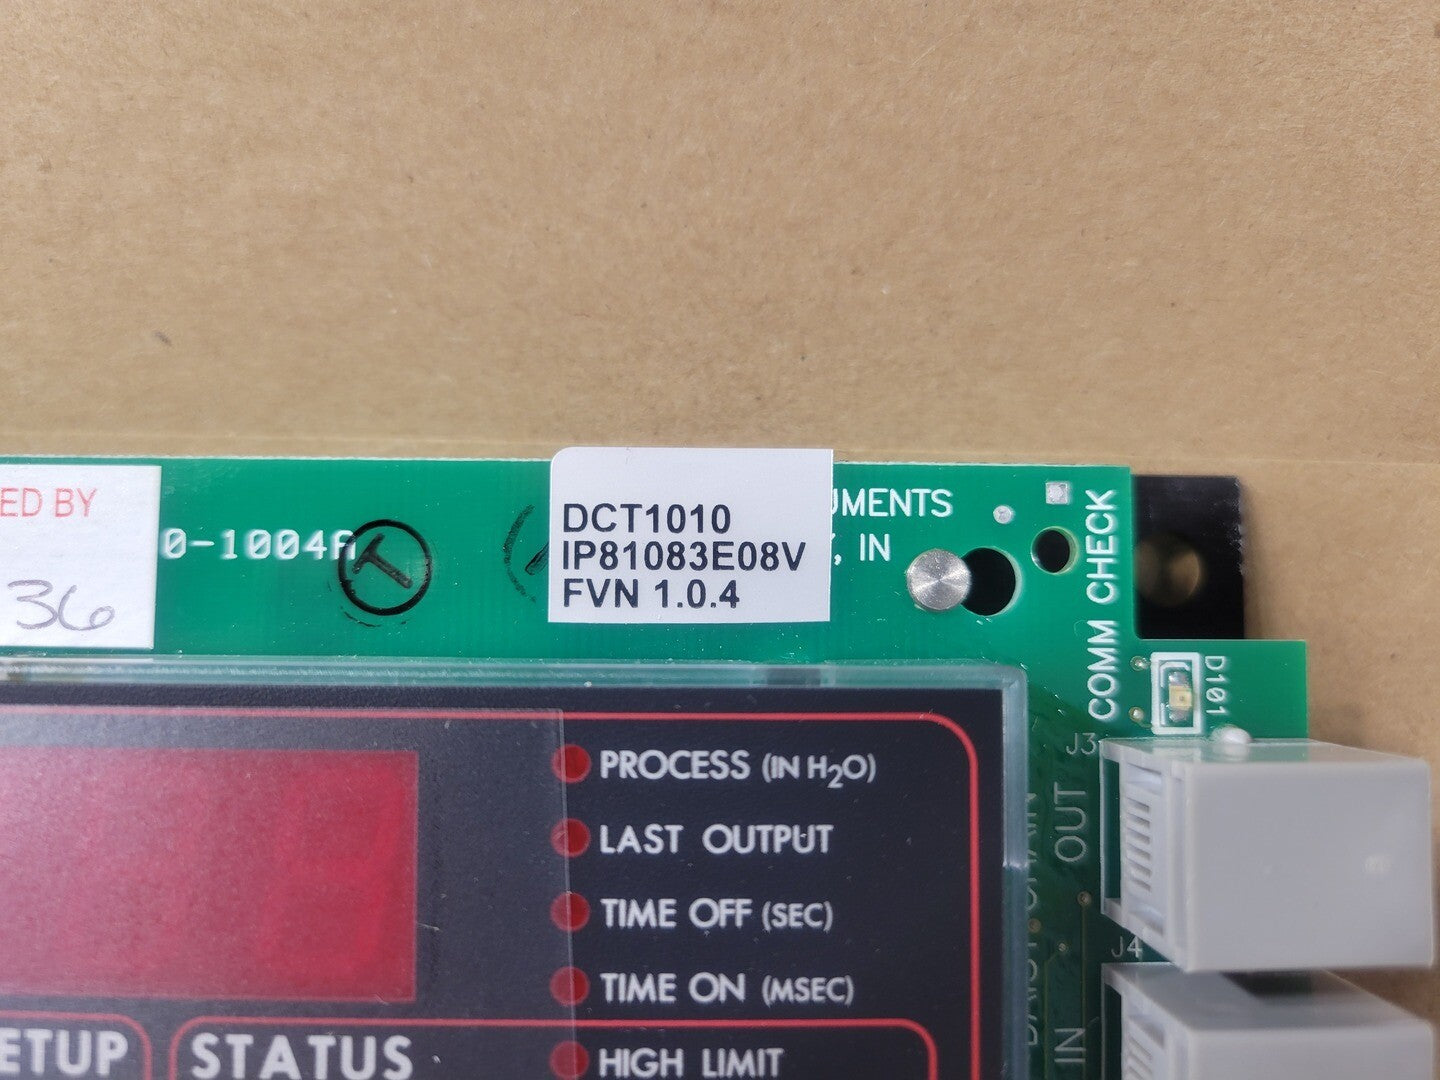 ED BY
36
0-1004A
T
DCT1010
IP81083E08V
FVN 1.0.4
UMENTS
, IN
COMM CHECK
D101
J3
OUT
J4
IN
PROCESS (IN H2O)
LAST OUTPUT
TIME OFF (SEC)
TIME ON (MSEC)
ETUP
STATUS
HIGH LIMIT